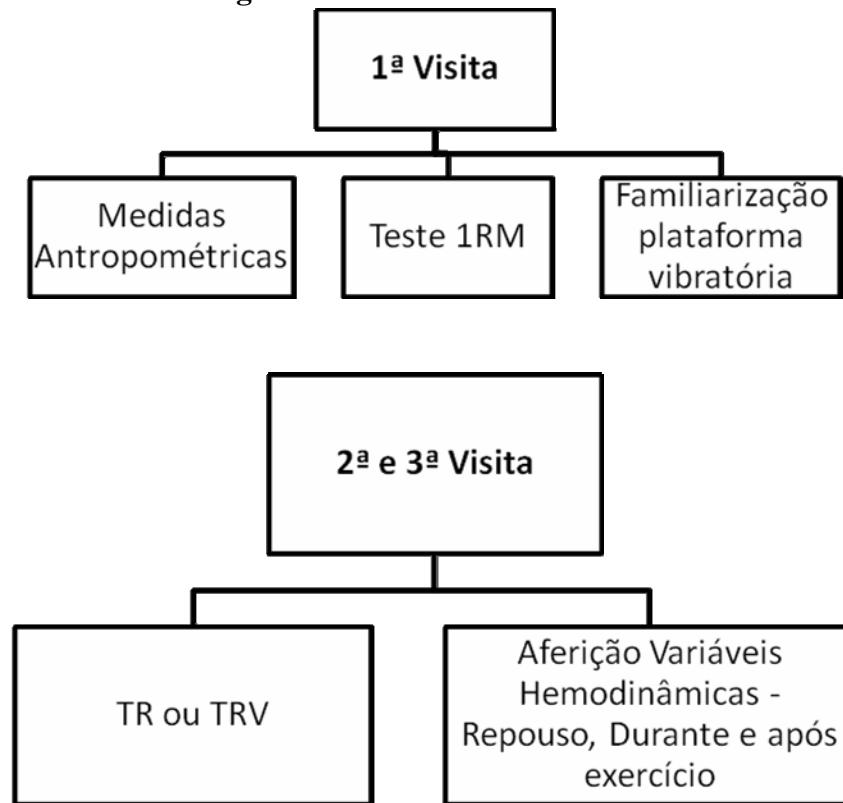 1ª Visita
Medidas
Antropométricas
Teste 1RM
Familiarização
plataforma
vibratória
2ª e 3ª Visita
TR ou TRV
Aferição Variáveis
Hemodinâmicas -
Repouso, Durante e após
exercício